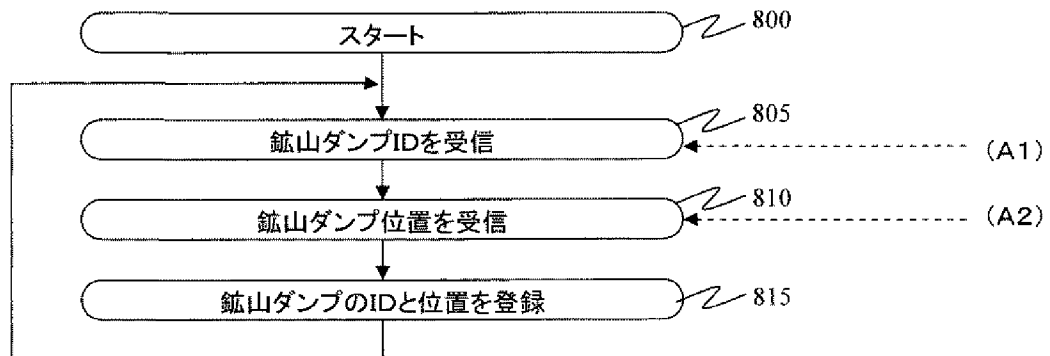 スタート
800
鉱山ダンプIDを受信
805
(A1)
鉱山ダンプ位置を受信
810
(A2)
鉱山ダンプのIDと位置を登録
815